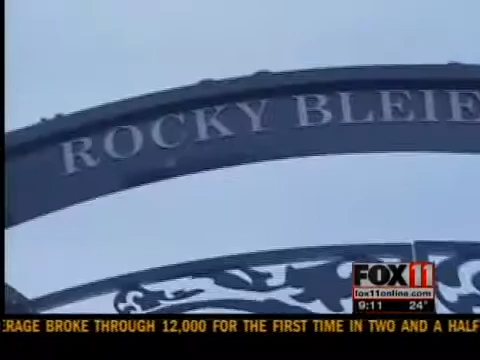 ROCKY BLEIE
FOX 11
fox11online.com
9:11 24°
ERAGE BROKE THROUGH 12,000 FOR THE FIRST TIME IN TWO AND A HALF